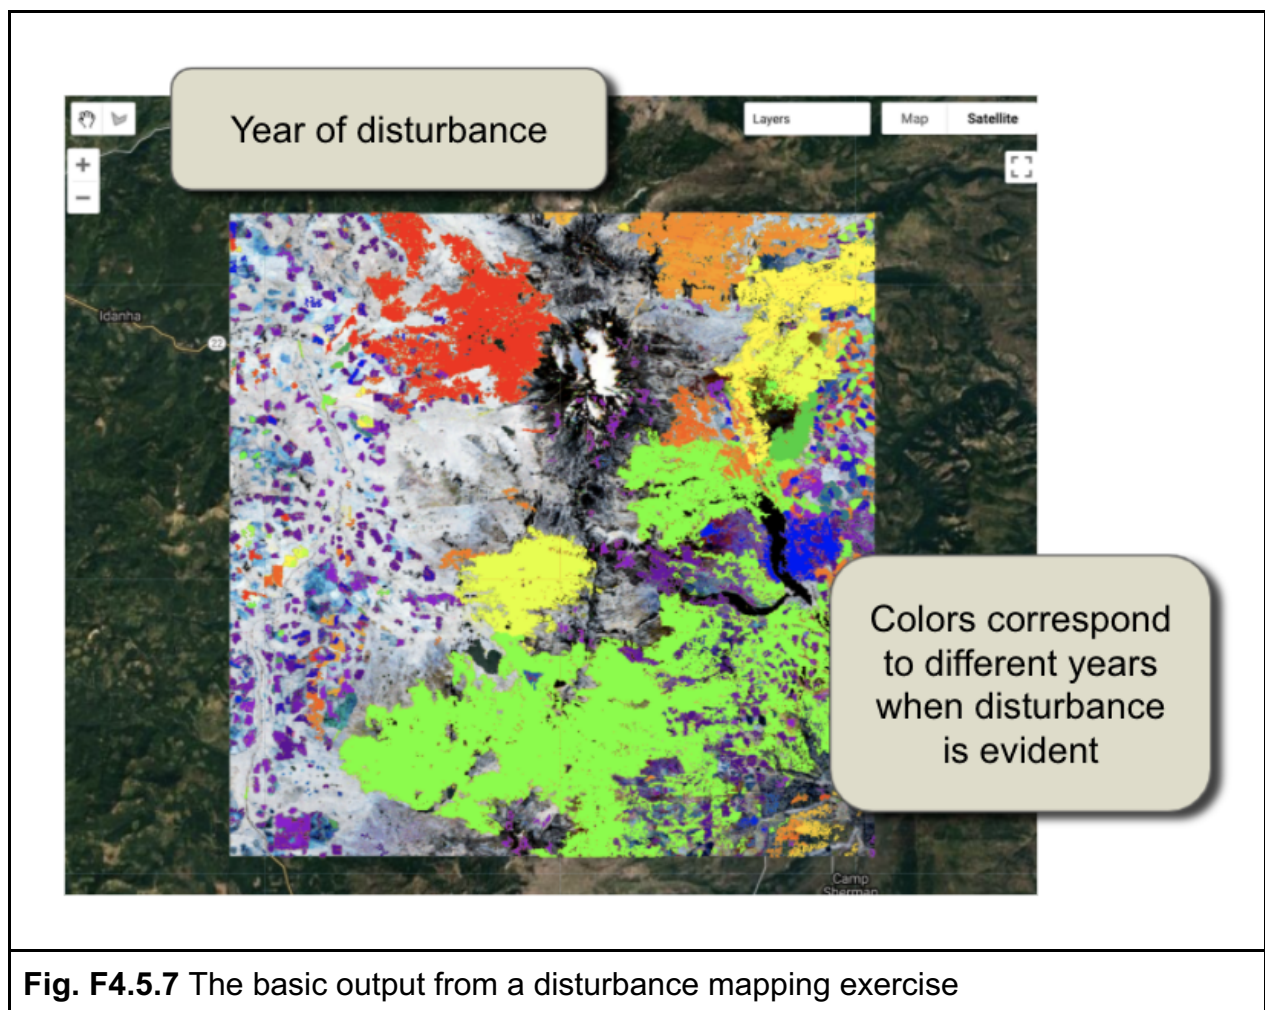 Year of disturbance
Layers
Map
Satellite
+
−
Idanha
22
Colors correspond
to different years
when disturbance
is evident
Camp
Sherman
Fig. F4.5.7 The basic output from a disturbance mapping exercise